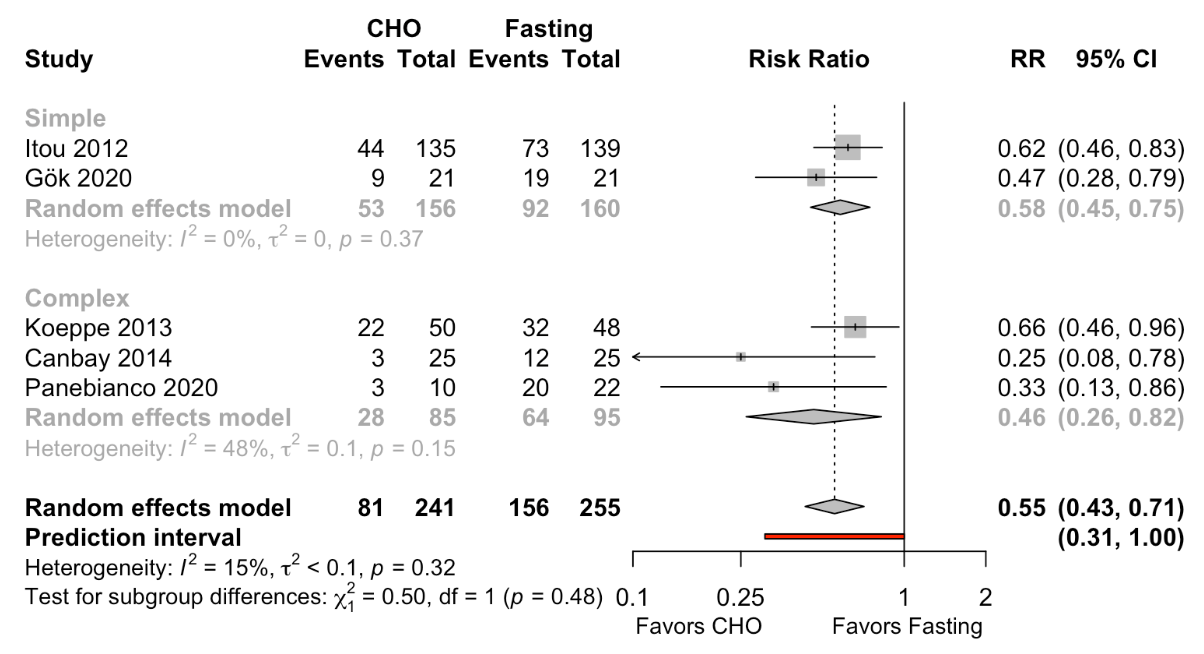 CHO Fasting
Study Events Total Events Total Risk Ratio RR 95% CI
Simple
Itou 2012 44 135 73 139 0.62 (0.46, 0.83)
Gök 2020 9 21 19 21 0.47 (0.28, 0.79)
Random effects model 53 156 92 160 0.58 (0.45, 0.75)
Heterogeneity: I² = 0%, τ² = 0, p = 0.37
Complex
Koeppe 2013 22 50 32 48 0.66 (0.46, 0.96)
Canbay 2014 3 25 12 25 0.25 (0.08, 0.78)
Panebianco 2020 3 10 20 22 0.33 (0.13, 0.86)
Random effects model 28 85 64 95 0.46 (0.26, 0.82)
Heterogeneity: I² = 48%, τ² = 0.1, p = 0.15
Random effects model 81 241 156 255 0.55 (0.43, 0.71)
Prediction interval (0.31, 1.00)
Heterogeneity: I² = 15%, τ² < 0.1, p = 0.32
Test for subgroup differences: χ₁² = 0.50, df = 1 (p = 0.48) 0.1 0.25 1 2
Favors CHO Favors Fasting